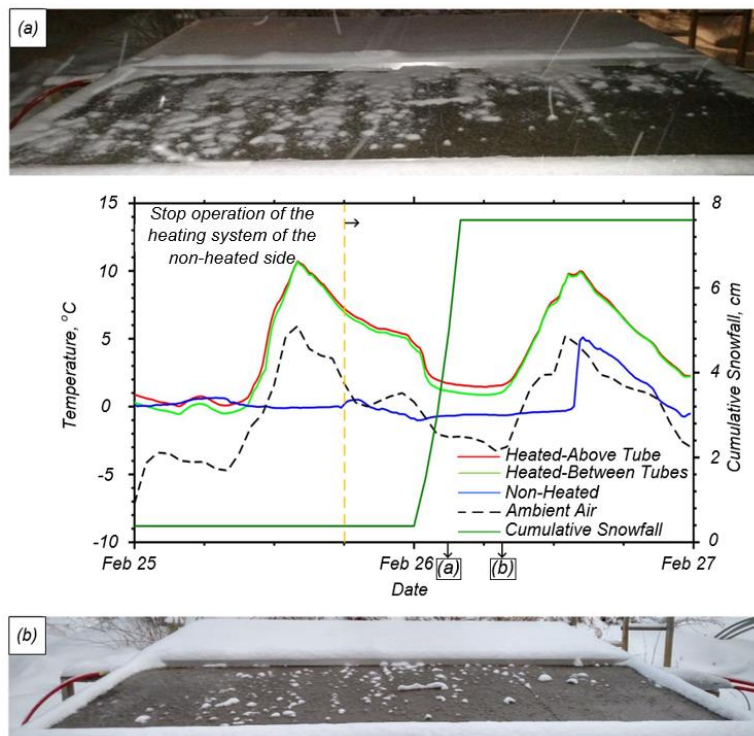 (a)
15
8
Stop operation of the
heating system of the
non-heated side
10
6
5
Temperature, °C
4
Cumulative Snowfall, cm
0
Heated-Above Tube
2
Heated-Between Tubes
-5
Non-Heated
Ambient Air
Cumulative Snowfall
-10
0
Feb 25
Feb 26
(a)
(b)
Feb 27
Date
(b)